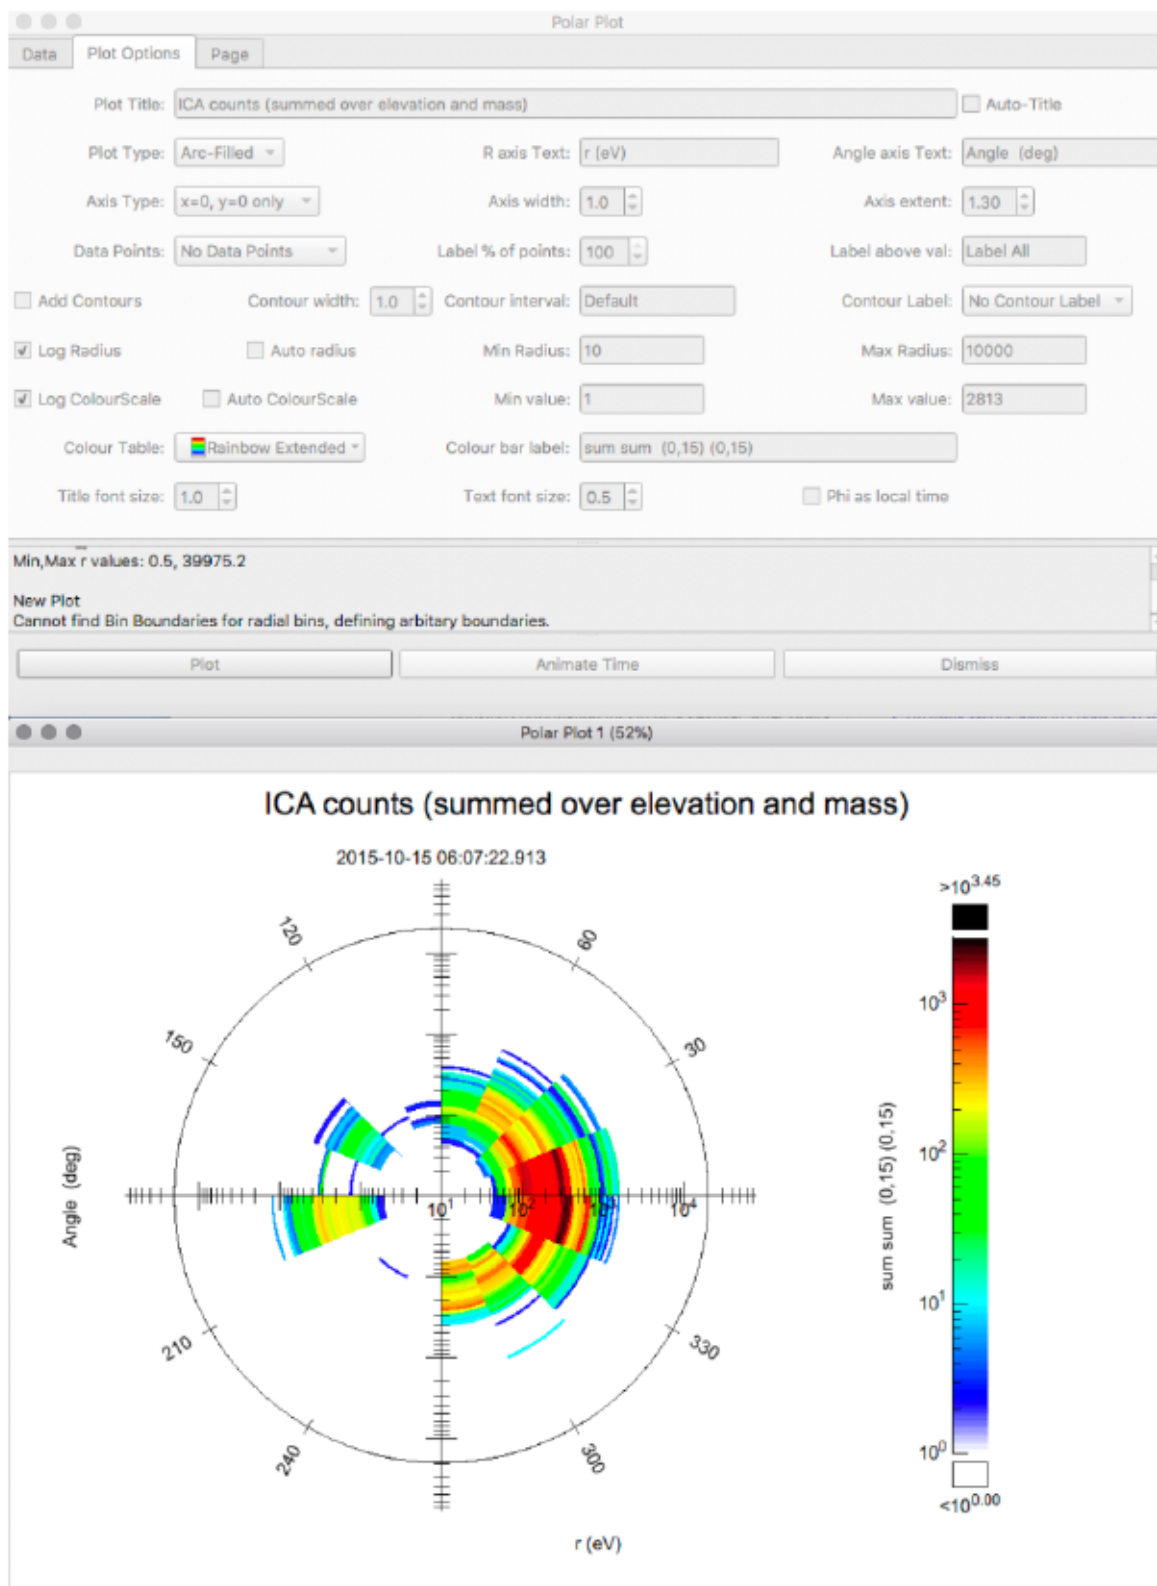 Polar Plot
Data Plot Options Page
Plot Title: ICA counts (summed over elevation and mass) Auto-Title
Plot Type: Arc-Filled R axis Text: r (eV) Angle axis Text: Angle (deg)
Axis Type: x=0, y=0 only Axis width: 1.0 Axis extent: 1.30
Data Points: No Data Points Label % of points: 100 Label above val: Label All
Add Contours Contour width: 1.0 Contour interval: Default Contour Label: No Contour Label
Log Radius Auto radius Min Radius: 10 Max Radius: 10000
Log ColourScale Auto ColourScale Min value: 1 Max value: 2813
Colour Table: Rainbow Extended Colour bar label: sum sum (0,15) (0,15)
Title font size: 1.0 Text font size: 0.5 Phi as local time
Min,Max r values: 0.5, 39975.2
New Plot
Cannot find Bin Boundaries for radial bins, defining arbitary boundaries.
Plot Animate Time Dismiss
Polar Plot 1 (52%)
ICA counts (summed over elevation and mass)
2015-10-15 06:07:22.913
>10^3.45
120 60
10^3
150 30
10^2
Angle (deg)
10^1 10^2 10^3 10^4
sum sum (0,15) (0,15)
10^1
210 330
240 300
10^0
<10^0.00
r (eV)